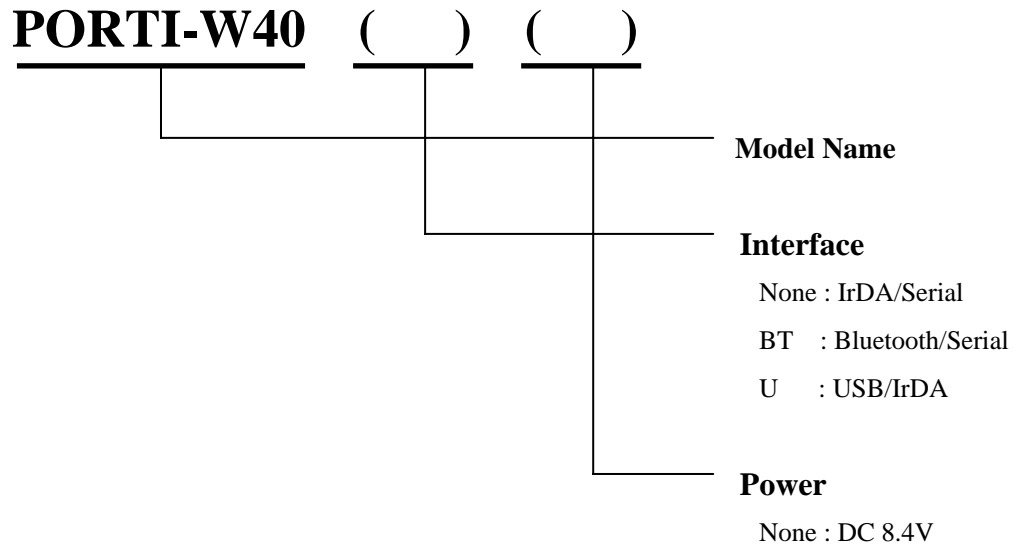 PORTI-W40 ( ) ( )
Model Name
Interface
None : IrDA/Serial
BT : Bluetooth/Serial
U : USB/IrDA
Power
None : DC 8.4V